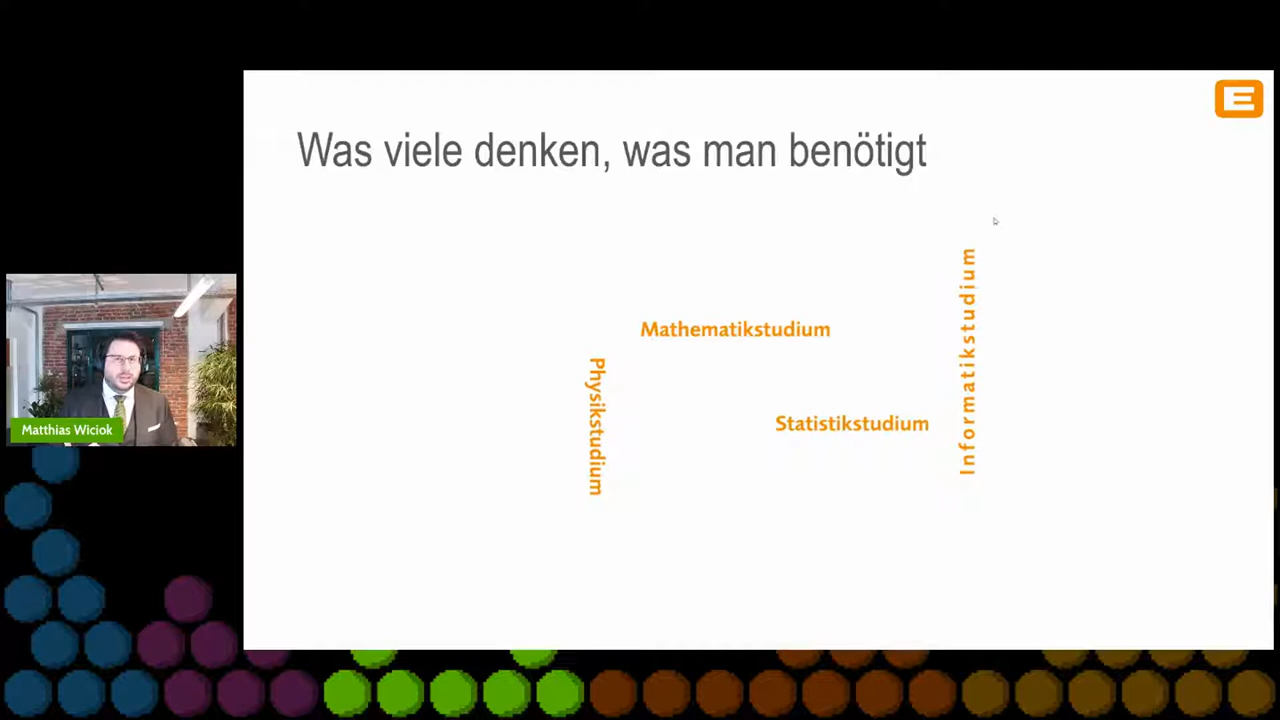 Was viele denken, was man benötigt
E
Mathematikstudium
Informatikstudium
Physikstudium
Statistikstudium
Matthias Wiciok